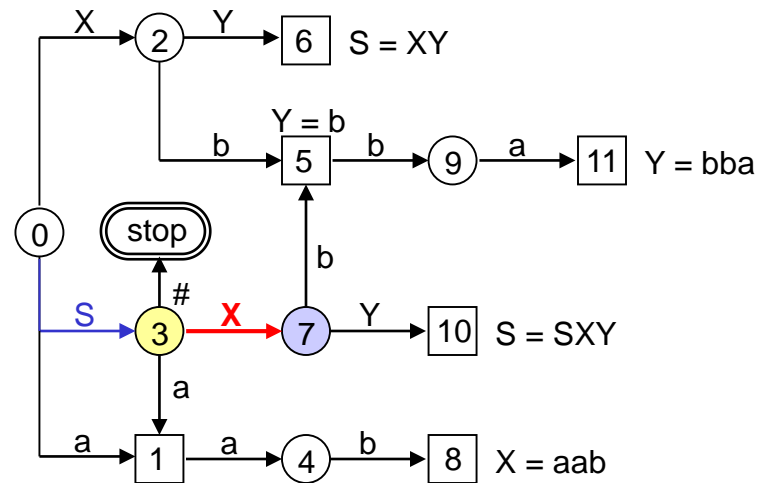 X
2
Y
6
S = XY
Y = b
b
5
b
9
a
11
Y = bba
0
stop
b
#
S
3
X
7
Y
10
S = SXY
a
a
1
a
4
b
8
X = aab